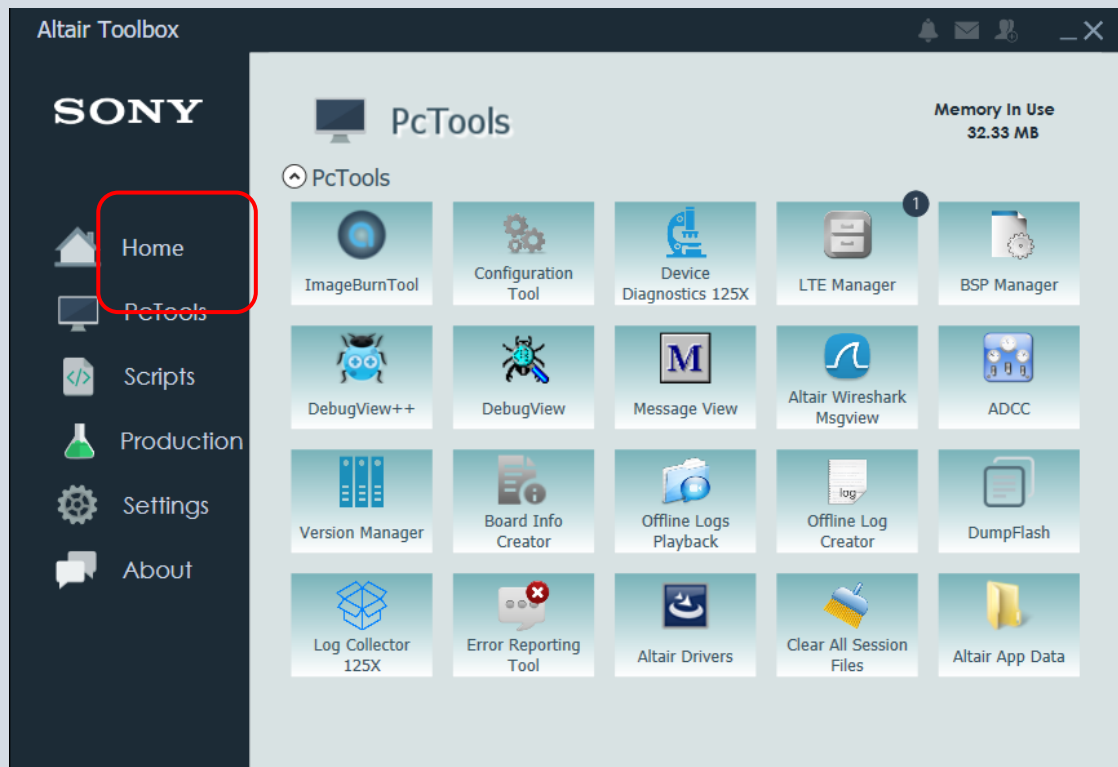 Altair Toolbox
SONY
PcTools
Memory In Use
32.33 MB
PcTools
Home
PcTools
Scripts
Production
Settings
About
1
ImageBurnTool
Configuration
Tool
Device
Diagnostics 125X
LTE Manager
BSP Manager
DebugView++
DebugView
M
Message View
Altair Wireshark
Msgview
ADCC
Version Manager
Board Info
Creator
Offline Logs
Playback
log
Offline Log
Creator
DumpFlash
Log Collector
125X
Error Reporting
Tool
Altair Drivers
Clear All Session
Files
Altair App Data